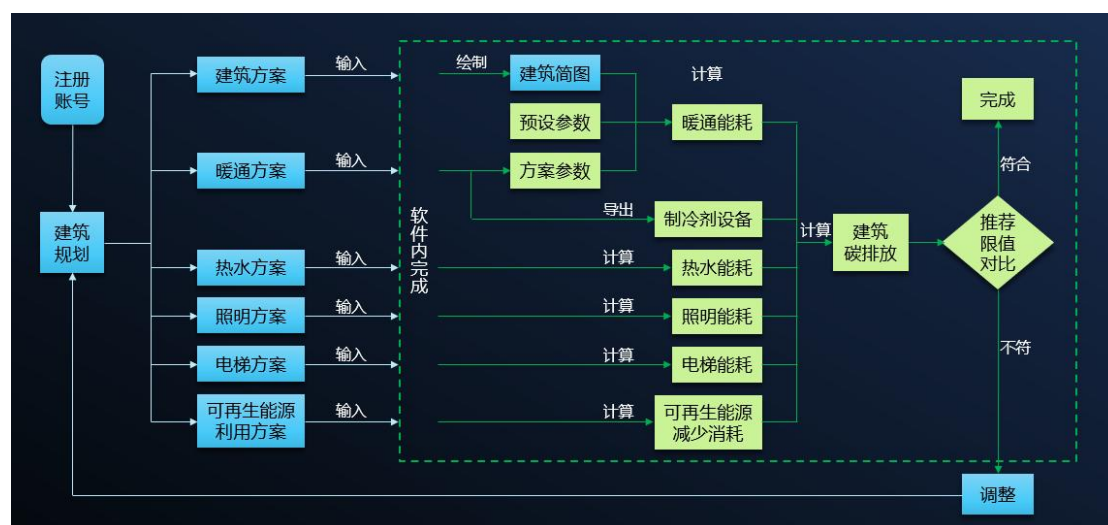 注册
账号
建筑
规划
建筑方案
输入
暖通方案
输入
热水方案
输入
照明方案
输入
电梯方案
输入
可再生能源
利用方案
输入
软件内完成
绘制
建筑简图
计算
预设参数
暖通能耗
方案参数
导出
制冷剂设备
计算
热水能耗
计算
照明能耗
计算
电梯能耗
计算
可再生能源
减少消耗
计算
建筑
碳排放
完成
符合
推荐
限值
对比
不符
调整